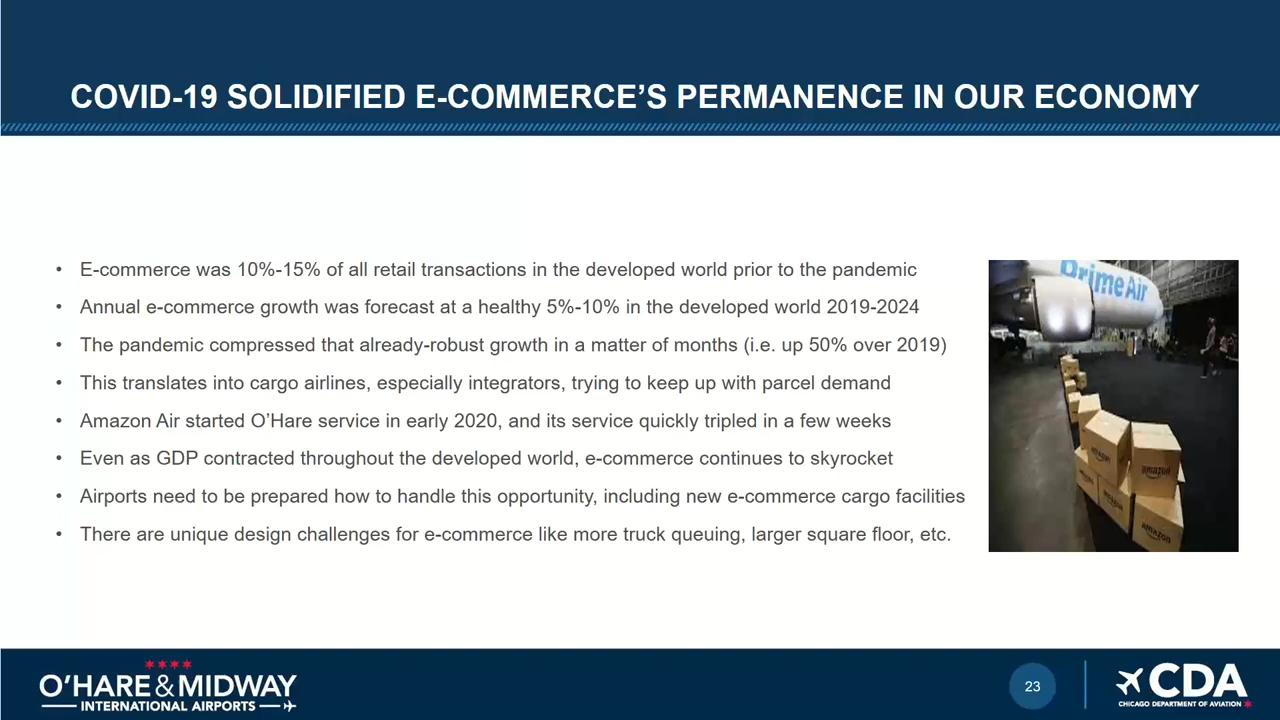 COVID-19 SOLIDIFIED E-COMMERCE’S PERMANENCE IN OUR ECONOMY
• E-commerce was 10%-15% of all retail transactions in the developed world prior to the pandemic
• Annual e-commerce growth was forecast at a healthy 5%-10% in the developed world 2019-2024
• The pandemic compressed that already-robust growth in a matter of months (i.e. up 50% over 2019)
• This translates into cargo airlines, especially integrators, trying to keep up with parcel demand
• Amazon Air started O’Hare service in early 2020, and its service quickly tripled in a few weeks
• Even as GDP contracted throughout the developed world, e-commerce continues to skyrocket
• Airports need to be prepared how to handle this opportunity, including new e-commerce cargo facilities
• There are unique design challenges for e-commerce like more truck queuing, larger square floor, etc.
Prime Air
amazon
amazon
amazon
amazon
O’HARE & MIDWAY
INTERNATIONAL AIRPORTS
23
CDA
CHICAGO DEPARTMENT OF AVIATION